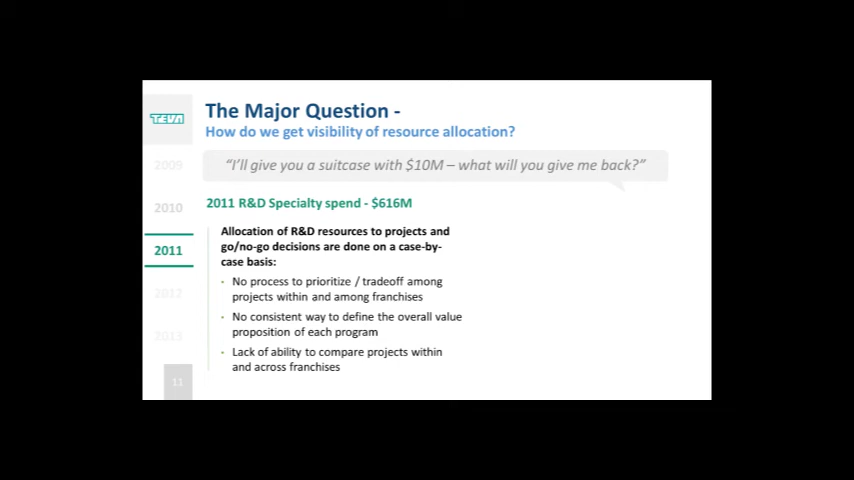 The Major Question -
TEVA
How do we get visibility of resource allocation?
2009
“I’ll give you a suitcase with $10M – what will you give me back?”
2010
2011 R&D Specialty spend - $616M
2011
Allocation of R&D resources to projects and
go/no-go decisions are done on a case-by-
case basis:
• No process to prioritize / tradeoff among
projects within and among franchises
2012
• No consistent way to define the overall value
proposition of each program
2013
• Lack of ability to compare projects within
and across franchises
11